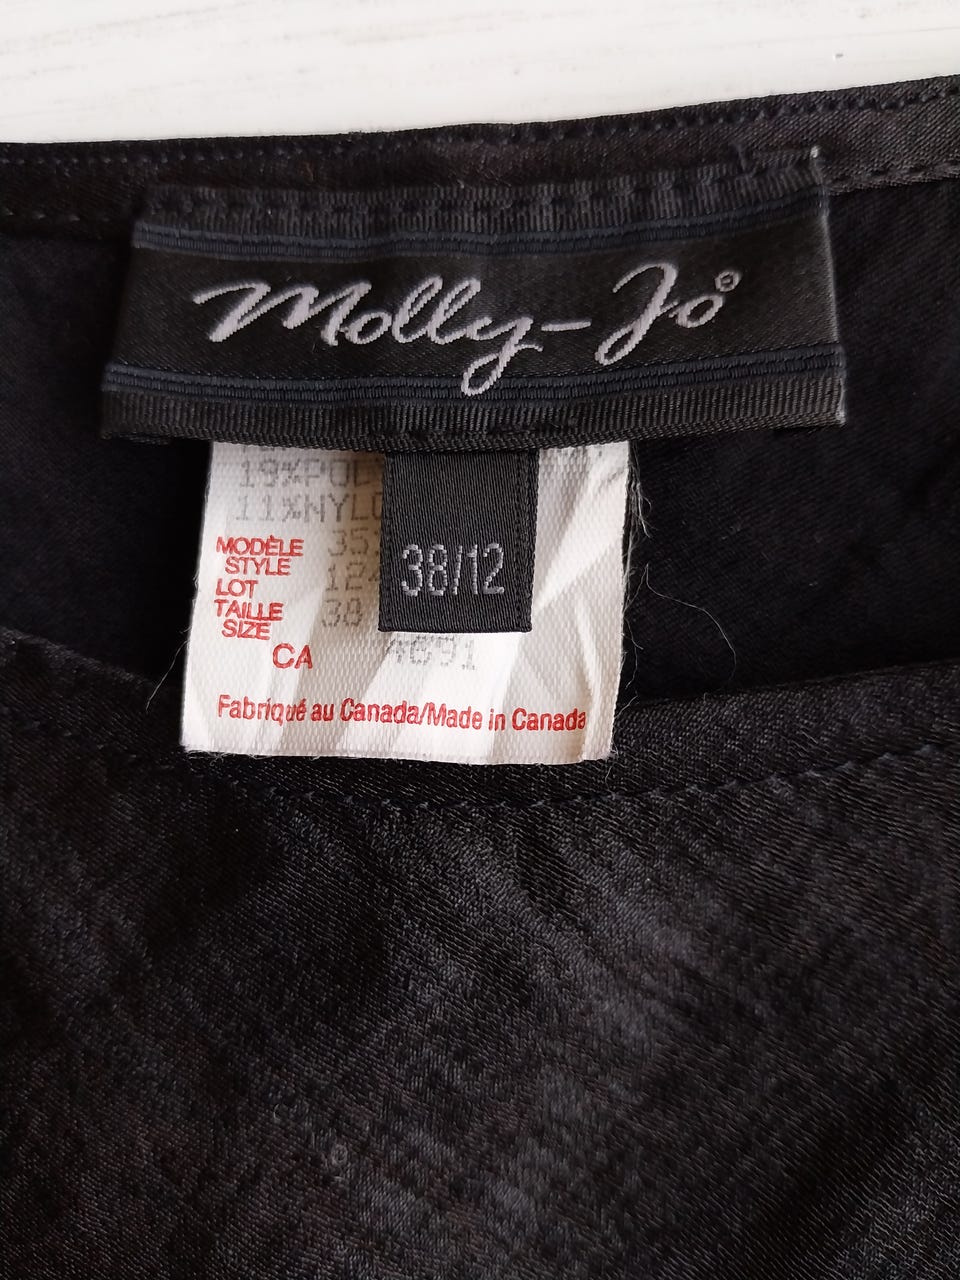 Molly-Jo
19%POL
11%NYLO
38/12
MODÈLE
STYLE
LOT
TAILLE 38
SIZE
CA
Fabriqué au Canada/Made in Canada